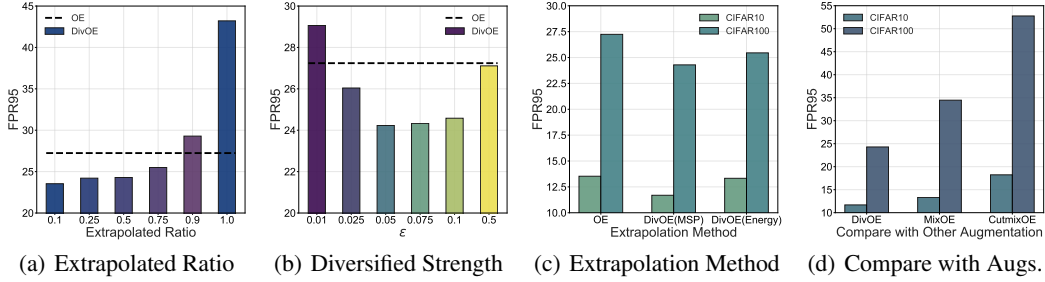 OE
DivOE
FPR95
45
40
35
30
25
20
0.1 0.25 0.5 0.75 0.9 1.0
Extrapolated Ratio
(a) Extrapolated Ratio
OE
DivOE
FPR95
30
28
26
24
22
20
0.01 0.025 0.05 0.075 0.1 0.5
ε
(b) Diversified Strength
CIFAR10
CIFAR100
FPR95
30.0
27.5
25.0
22.5
20.0
17.5
15.0
12.5
10.0
OE DivOE(MSP) DivOE(Energy)
Extrapolation Method
(c) Extrapolation Method
CIFAR10
CIFAR100
FPR95
55
50
45
40
35
30
25
20
15
10
DivOE MixOE CutmixOE
Compare with Other Augmentation
(d) Compare with Augs.